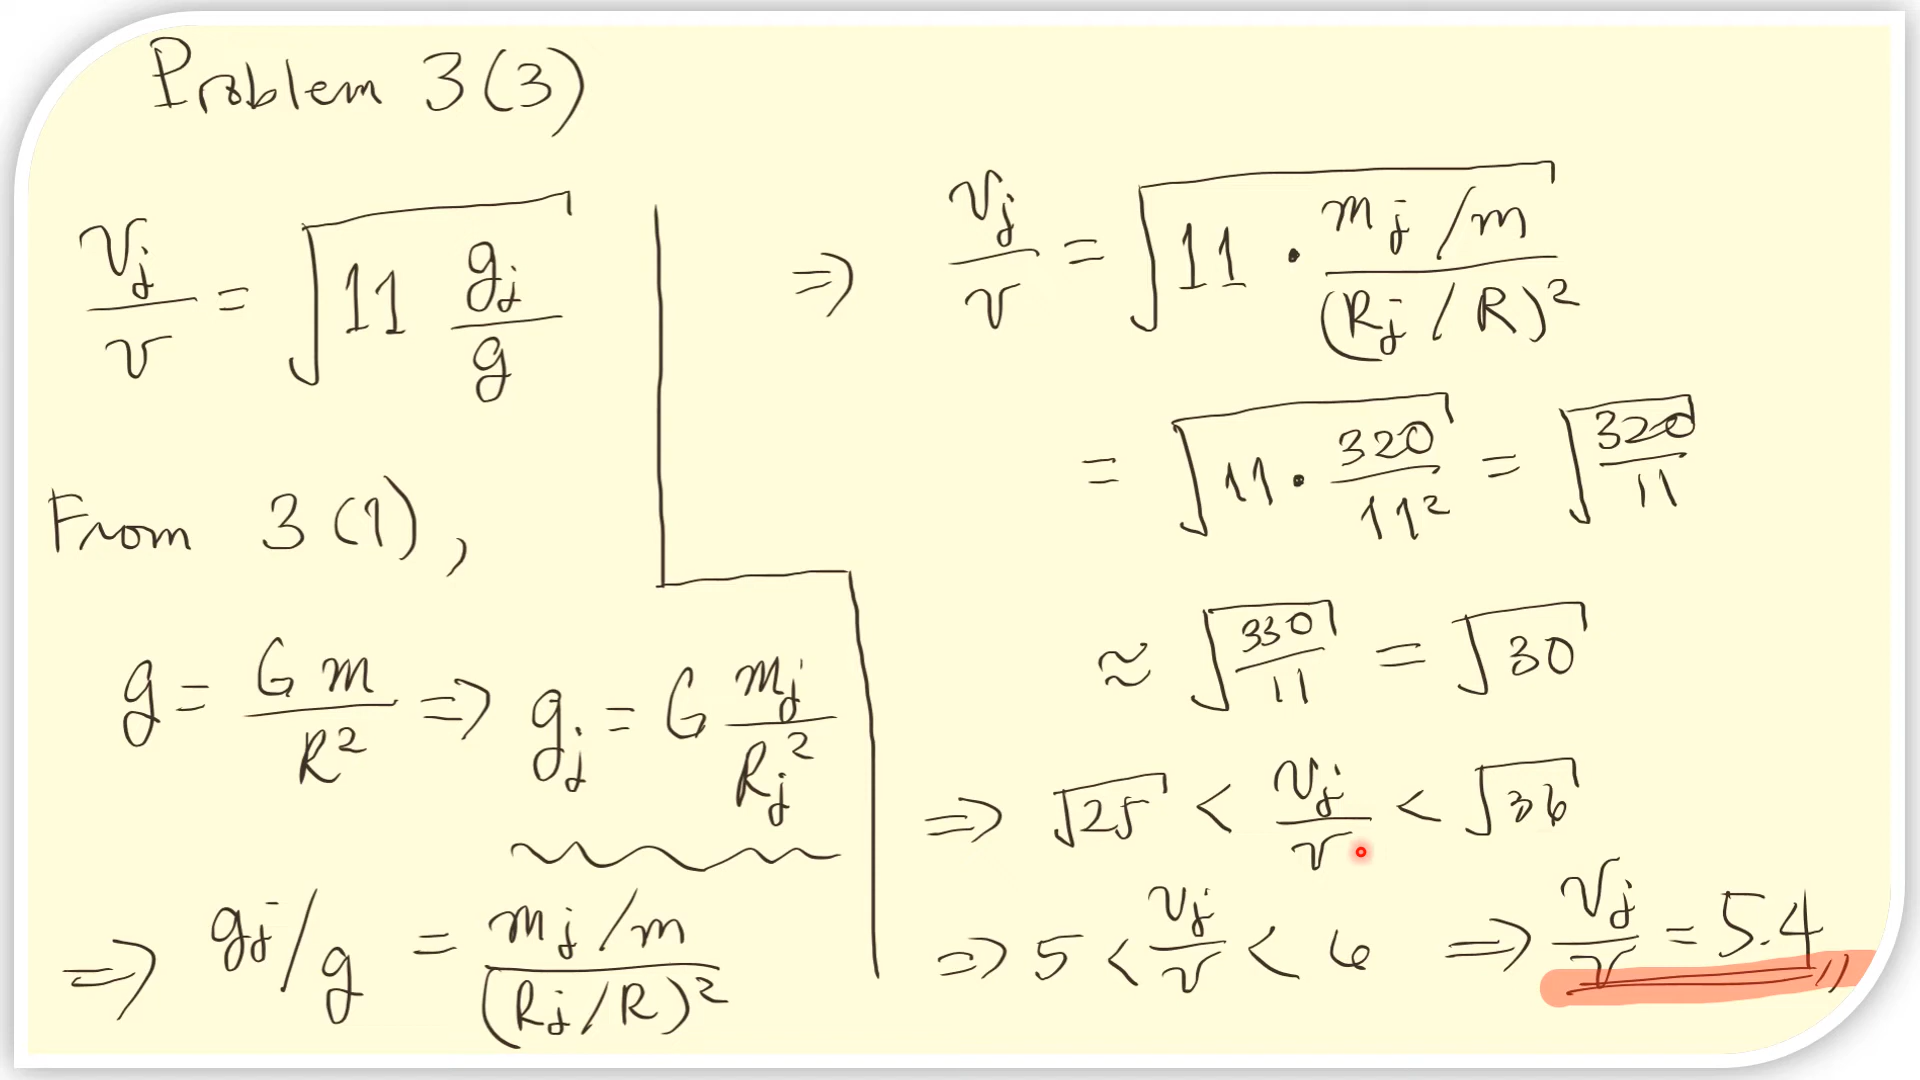 Problem 3(3)
v_j/v = √(11 g_j/g)
From 3(1),
g = Gm/R² ⇒ g_j = G m_j/R_j²
⇒ g_j/g = (m_j/m)/(R_j/R)²
⇒ v_j/v = √(11 · (m_j/m)/(R_j/R)²)
= √(11 · 320/11²) = √(320/11)
≈ √(330/11) = √30
⇒ √25 < v_j/v < √36
⇒ 5 < v_j/v < 6 ⇒ v_j/v = 5.4 〃